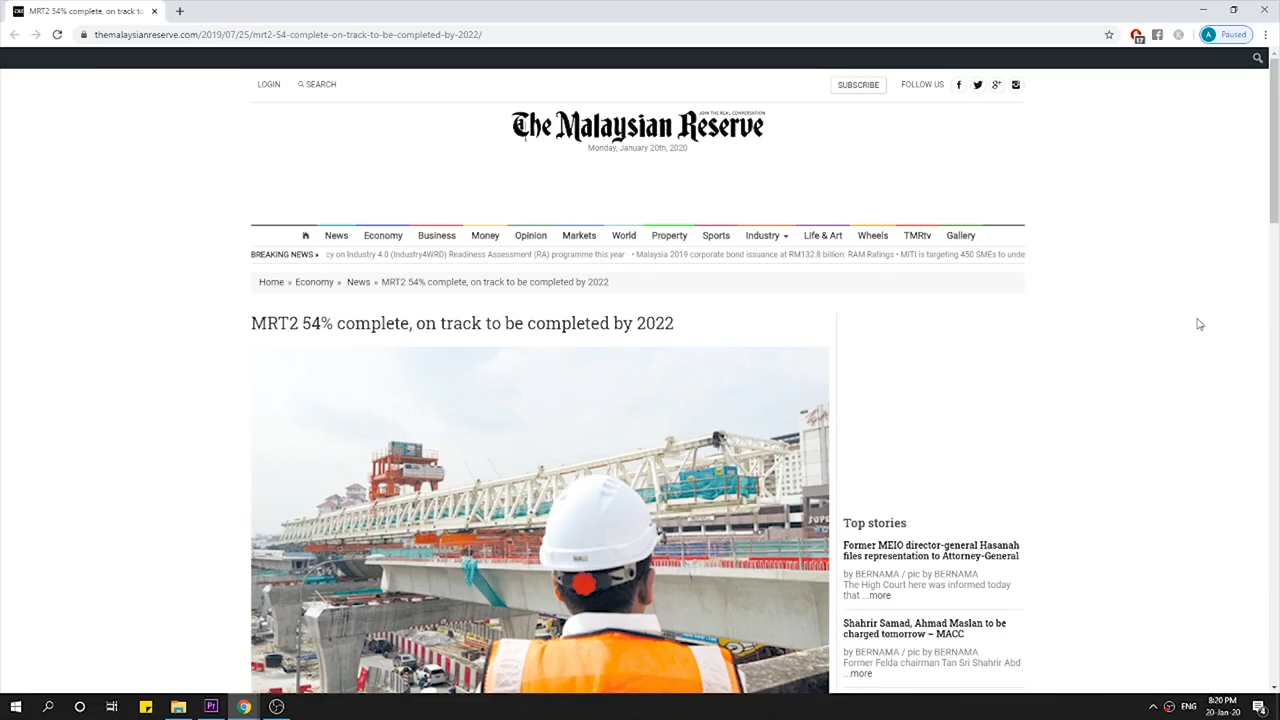 MRT2 54% complete, on track to
themalaysianreserve.com/2019/07/25/mrt2-54-complete-on-track-to-be-completed-by-2022/
Paused
LOGIN SEARCH SUBSCRIBE FOLLOW US
JOIN THE REAL CONVERSATION
The Malaysian Reserve
Monday, January 20th, 2020
News Economy Business Money Opinion Markets World Property Sports Industry Life & Art Wheels TMRtv Gallery
BREAKING NEWS » cy on Industry 4.0 (Industry4WRD) Readiness Assessment (RA) programme this year • Malaysia 2019 corporate bond issuance at RM132.8 billion: RAM Ratings • MITI is targeting 450 SMEs to unde
Home » Economy » News » MRT2 54% complete, on track to be completed by 2022
MRT2 54% complete, on track to be completed by 2022
Top stories
Former MEIO director-general Hasanah
files representation to Attorney-General
by BERNAMA / pic by BERNAMA
The High Court here was informed today
that ...more
Shahrir Samad, Ahmad Maslan to be
charged tomorrow – MACC
by BERNAMA / pic by BERNAMA
Former Felda chairman Tan Sri Shahrir Abd
...more
ENG
8:20 PM
20-Jan-20